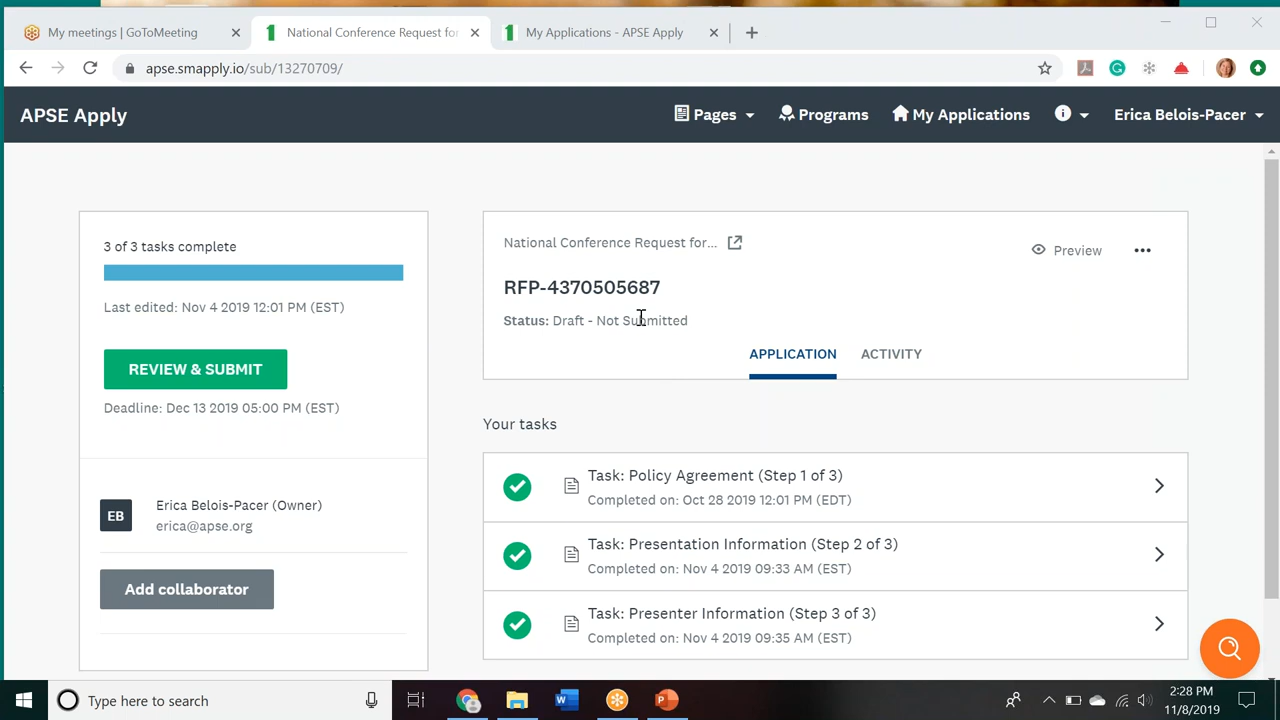 My meetings | GoToMeeting
National Conference Request for
My Applications - APSE Apply
apse.smapply.io/sub/13270709/
APSE Apply
Pages
Programs
My Applications
Erica Belois-Pacer
3 of 3 tasks complete
Last edited: Nov 4 2019 12:01 PM (EST)
REVIEW & SUBMIT
Deadline: Dec 13 2019 05:00 PM (EST)
EB
Erica Belois-Pacer (Owner)
erica@apse.org
Add collaborator
National Conference Request for...
Preview
RFP-4370505687
Status: Draft - Not Submitted
APPLICATION
ACTIVITY
Your tasks
Task: Policy Agreement (Step 1 of 3)
Completed on: Oct 28 2019 12:01 PM (EDT)
Task: Presentation Information (Step 2 of 3)
Completed on: Nov 4 2019 09:33 AM (EST)
Task: Presenter Information (Step 3 of 3)
Completed on: Nov 4 2019 09:35 AM (EST)
Type here to search
2:28 PM
11/8/2019